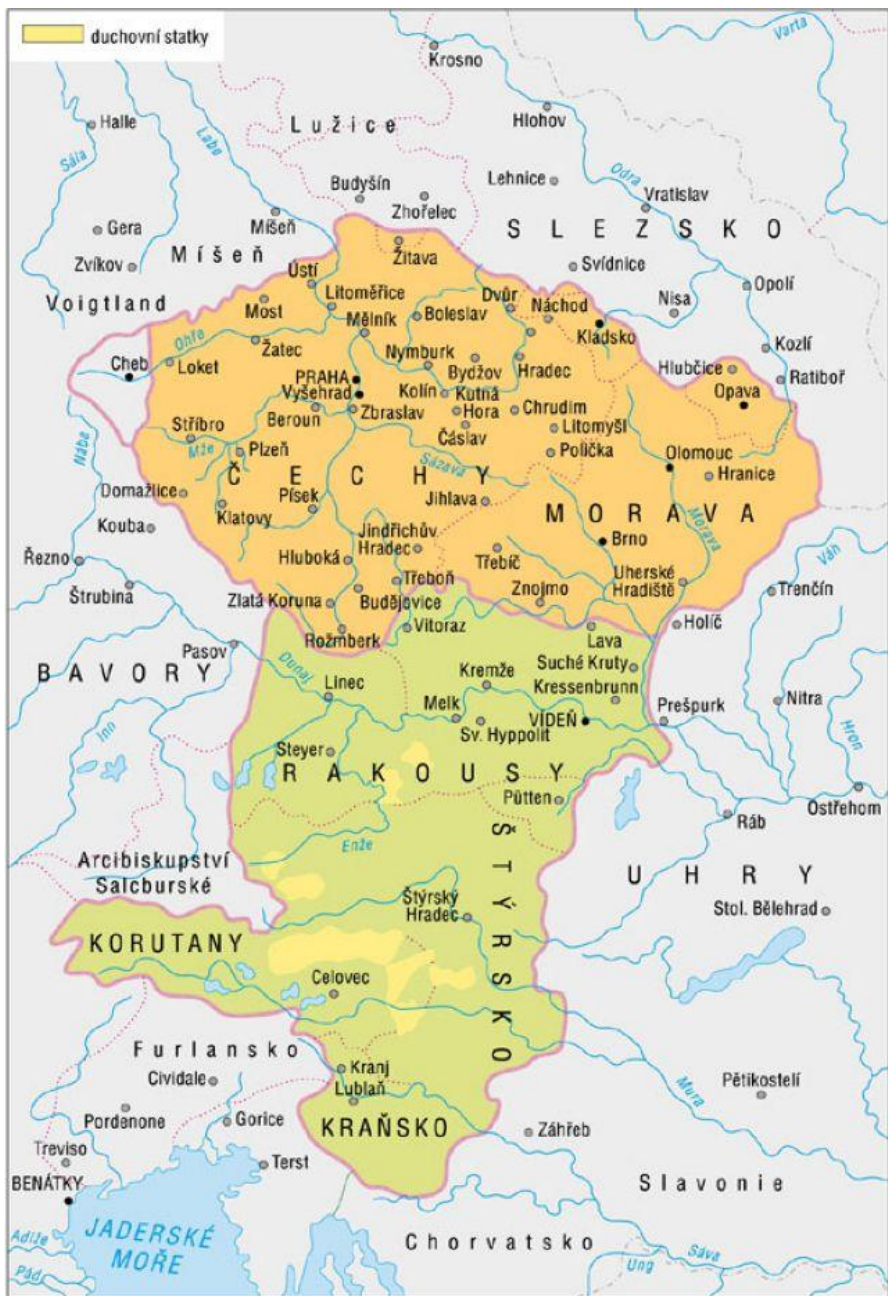 duchovní statky
Krosno
Varta
Halle
Labe
Lužice
Hlohov
Sála
Lehnice
Odra
Budyšín
Zhořelec
Vratislav
Gera
Míšeň
SLEZSKO
Zvíkov
Míšeň
Žitava
Svídnice
Ústí
Opolí
Voigtland
Most
Litoměřice
Boleslav
Dvůr
Náchod
Nisa
Mělník
Kladsko
Ohře
Žatec
Nymburk
Kozlí
Cheb
Loket
Bydžov
Hradec
Hlubčice
Ratiboř
PRAHA
Vyšehrad
Kolín
Kutná
Hora
Opava
Beroun
Zbraslav
Chrudim
Stříbro
Čáslav
Litomyšl
Mže
Plzeň
Polička
Olomouc
Nába
Sázava
Hranice
ČECHY
Domažlice
Písek
Jihlava
MORAVA
Klatovy
Morava
Kouba
Jindřichův
Hradec
Brno
Řezno
Hluboká
Třebíč
Váh
Třeboň
Uherské
Hradiště
Štrubina
Znojmo
Trenčín
Zlatá Koruna
Budějovice
Rožmberk
Vitoraz
Lava
Holíč
Pasov
BAVORY
Dunaj
Kremže
Suché Kruty
Linec
Kressenbrunn
Nitra
Melk
Prešpurk
Inn
Sv. Hyppolit
VÍDEŇ
Hron
Steyer
RAKOUSY
Pütten
Ostřehom
Ráb
Enže
Arcibiskupství
Salcburské
UHRY
ŠTÝRSKO
Štýrský
Hradec
Stol. Bělehrad
KORUTANY
Celovec
Furlansko
Kranj
Cividale
Lublaň
Mura
Pětikostelí
Pordenone
Gorice
KRAŇSKO
Záhřeb
Treviso
Terst
BENÁTKY
Slavonie
JADERSKÉ
MOŘE
Chorvatsko
Adiže
Sáva
Ung
Pád